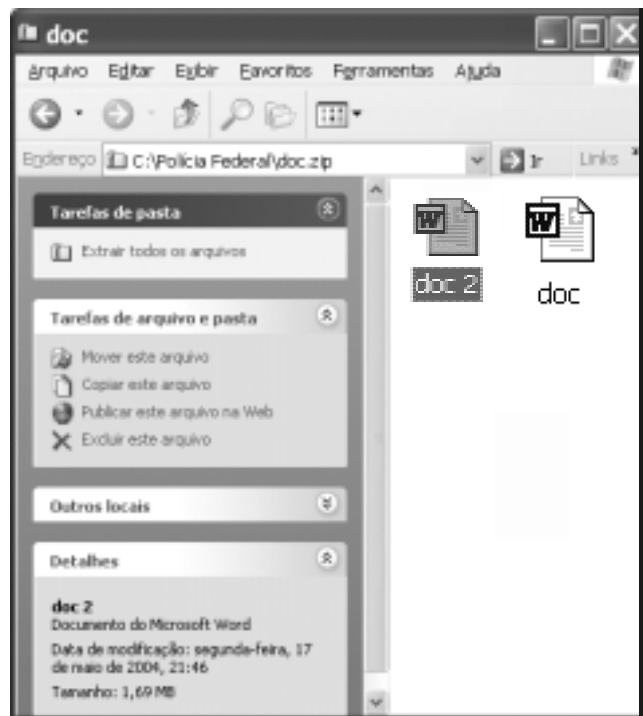 doc
Arquivo Editar Exibir Favoritos Ferramentas Ajuda
Endereço C:\Polícia Federal\doc.zip Ir Links
Tarefas de pasta
Extrair todos os arquivos
Tarefas de arquivo e pasta
Mover este arquivo
Copiar este arquivo
Publicar este arquivo na Web
Excluir este arquivo
Outros locais
Detalhes
doc 2
Documento do Microsoft Word
Data de modificação: segunda-feira, 17
de maio de 2004, 21:46
Tamanho: 1,69 MB
W
doc 2
W
doc